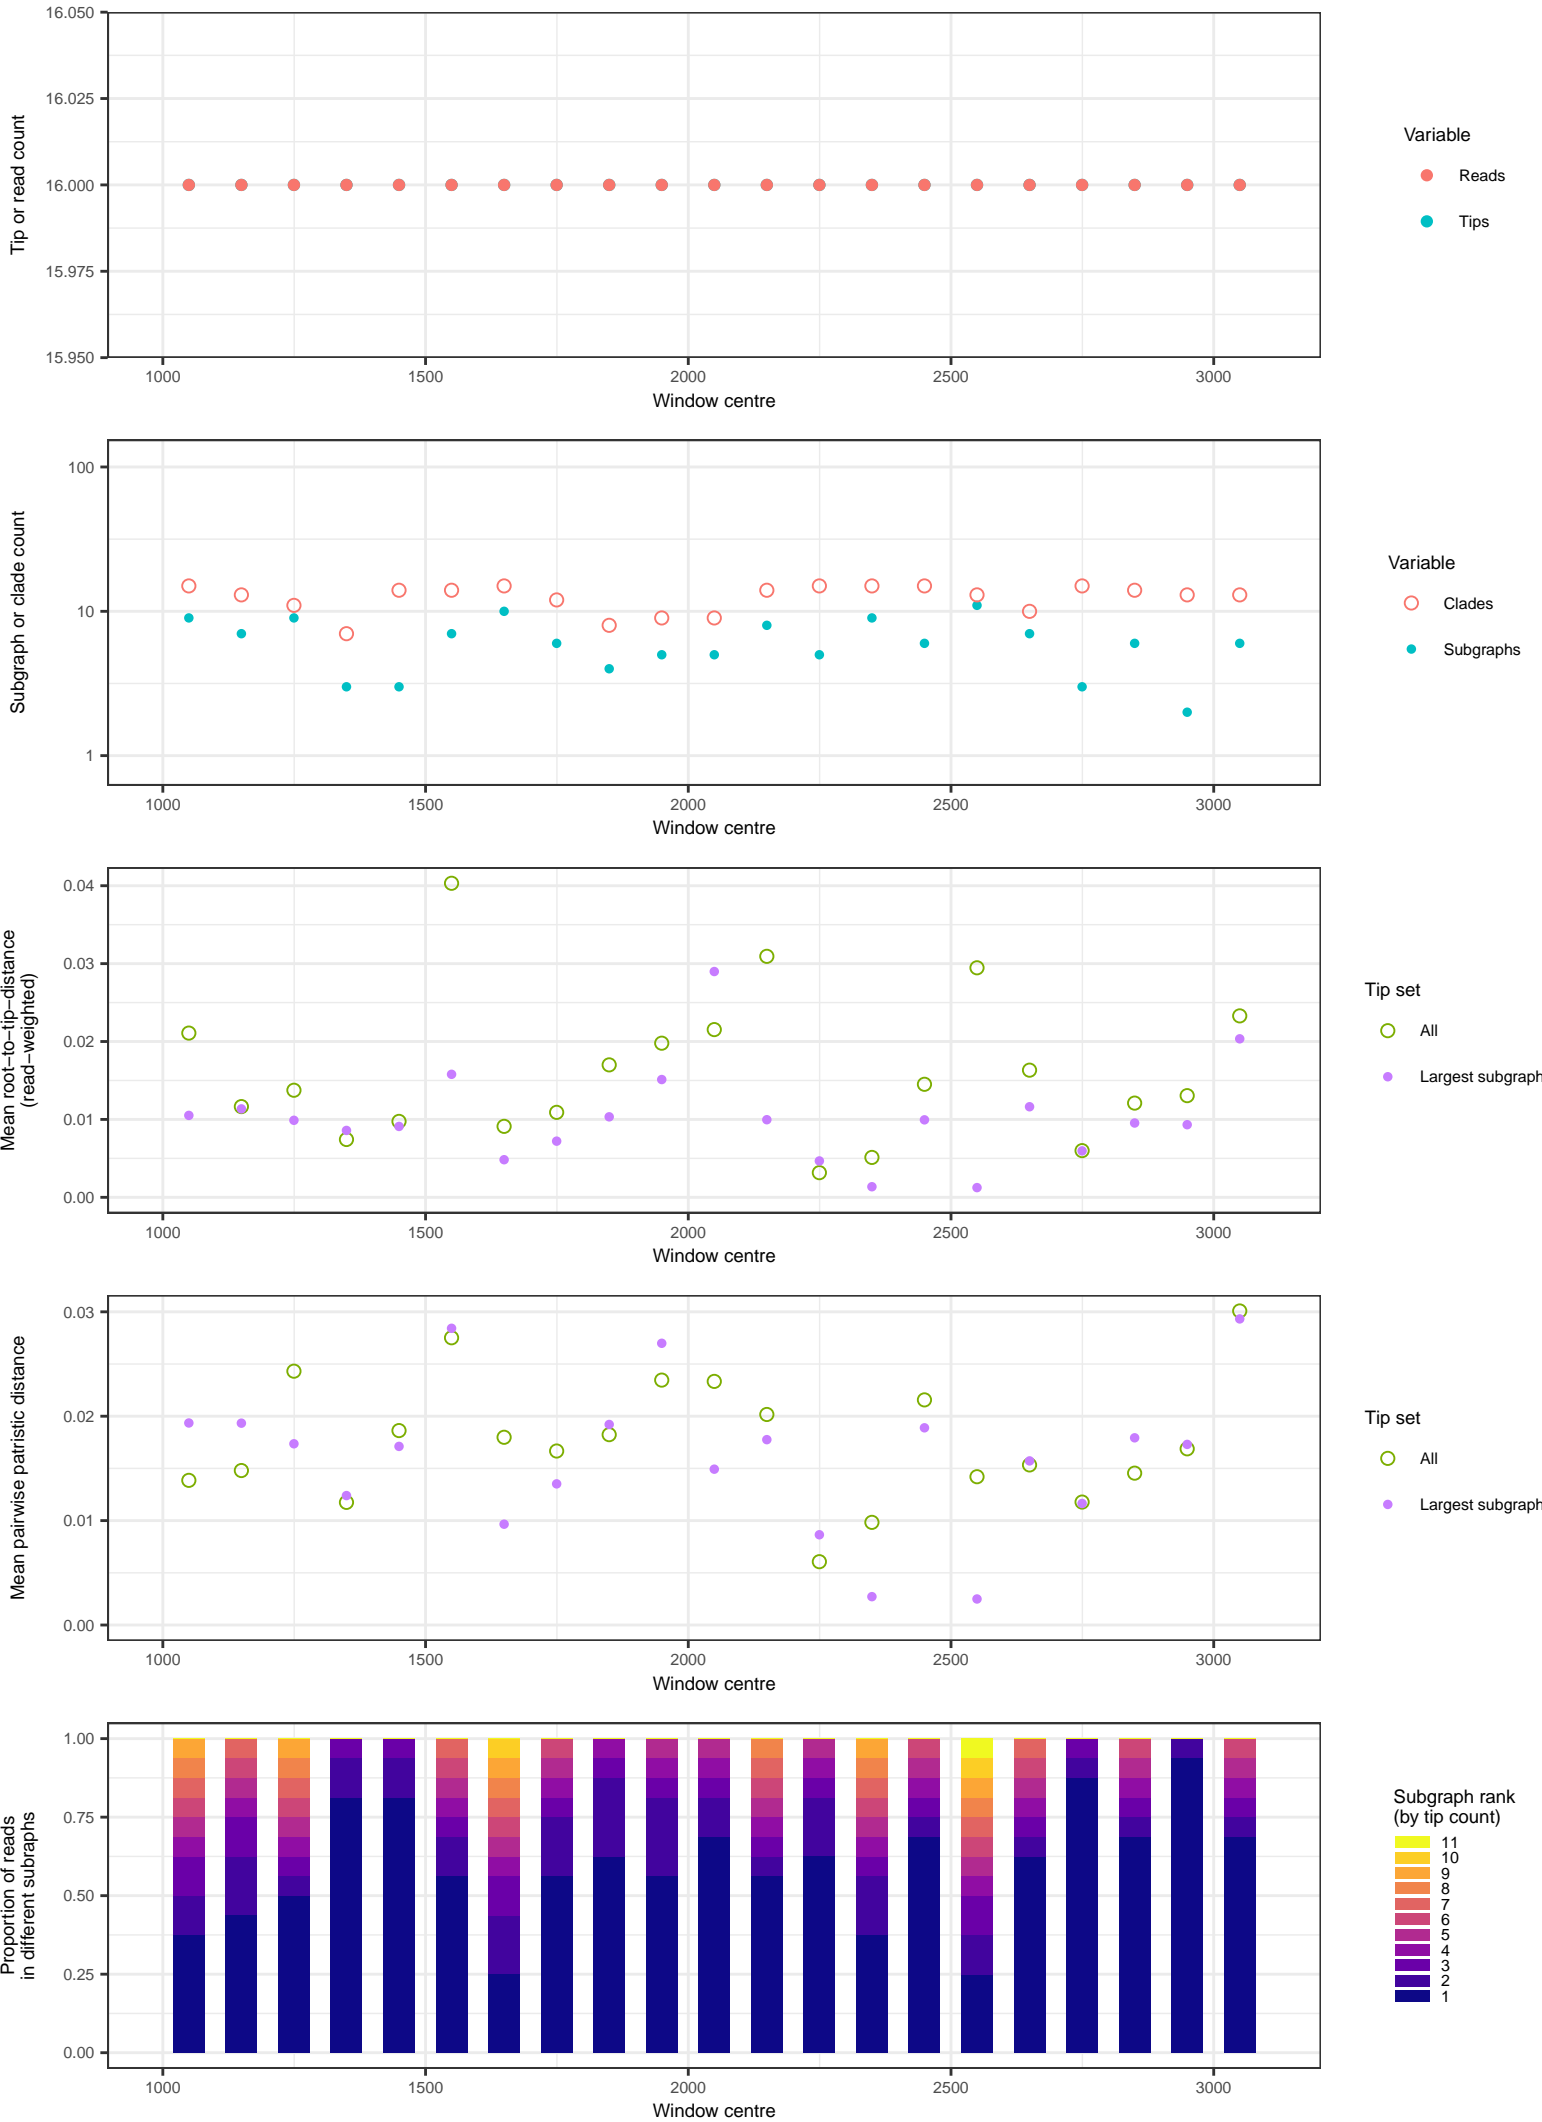 16.050
16.025
16.000
15.975
15.950
Tip or read count
1000 1500 2000 2500 3000
Window centre
Variable
Reads
Tips
100
10
1
Subgraph or clade count
1000 1500 2000 2500 3000
Window centre
Variable
Clades
Subgraphs
0.04
0.03
0.02
0.01
0.00
Mean root−to−tip−distance
(read−weighted)
1000 1500 2000 2500 3000
Window centre
Tip set
All
Largest subgraph
0.03
0.02
0.01
0.00
Mean pairwise patristic distance
1000 1500 2000 2500 3000
Window centre
Tip set
All
Largest subgraph
1.00
0.75
0.50
0.25
0.00
Proportion of reads
in different subraphs
1000 1500 2000 2500 3000
Window centre
Subgraph rank
(by tip count)
11
10
9
8
7
6
5
4
3
2
1